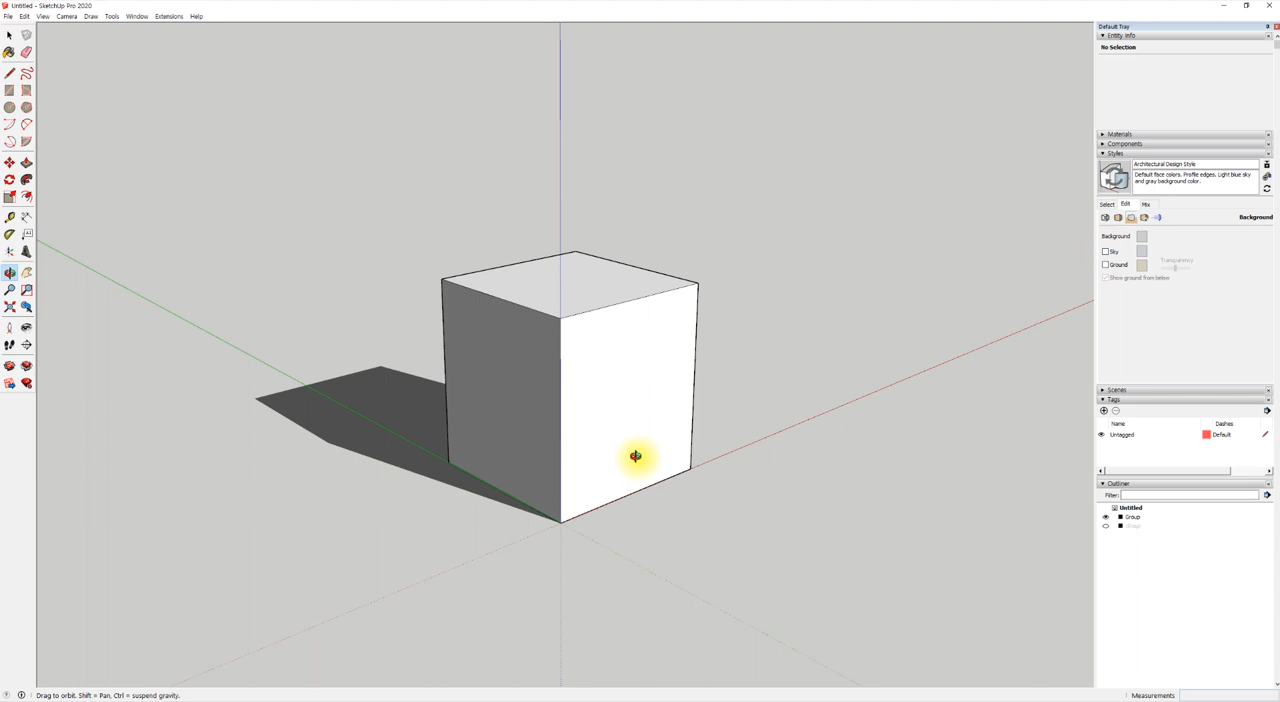 Untitled - SketchUp Pro 2020
File Edit View Camera Draw Tools Window Extensions Help
Default Tray
Entity Info
No Selection
Materials
Components
Styles
Architectural Design Style
Default face colors. Profile edges. Light blue sky
and gray background color.
Select Edit Mix
Background
Background
Sky
Transparency
Ground
Show ground from below
Scenes
Tags
Name Dashes
Untagged Default
Outliner
Filter:
Untitled
Group
Group
Drag to orbit. Shift = Pan, Ctrl = suspend gravity.
Measurements